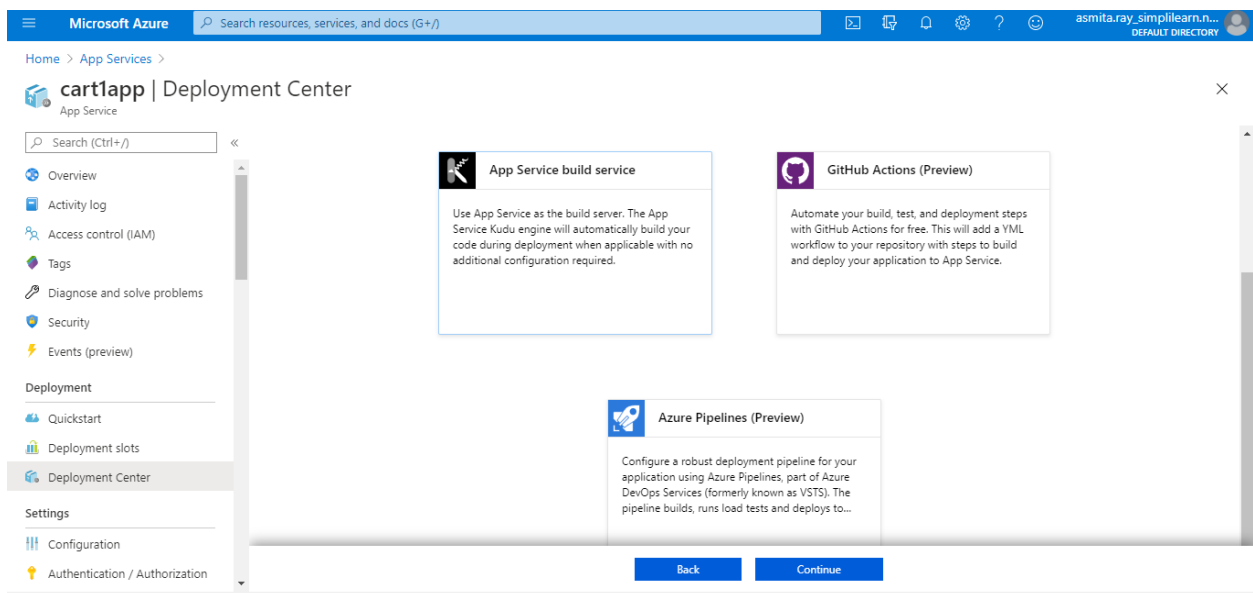 Microsoft Azure
Search resources, services, and docs (G+/)
asmita.ray_simplilearn.n...
DEFAULT DIRECTORY
Home > App Services >
cart1app | Deployment Center
App Service
Search (Ctrl+/)
«
Overview
Activity log
Access control (IAM)
Tags
Diagnose and solve problems
Security
Events (preview)
Deployment
Quickstart
Deployment slots
Deployment Center
Settings
Configuration
Authentication / Authorization
App Service build service
Use App Service as the build server. The App
Service Kudu engine will automatically build your
code during deployment when applicable with no
additional configuration required.
GitHub Actions (Preview)
Automate your build, test, and deployment steps
with GitHub Actions for free. This will add a YML
workflow to your repository with steps to build
and deploy your application to App Service.
Azure Pipelines (Preview)
Configure a robust deployment pipeline for your
application using Azure Pipelines, part of Azure
DevOps Services (formerly known as VSTS). The
pipeline builds, runs load tests and deploys to...
Back
Continue